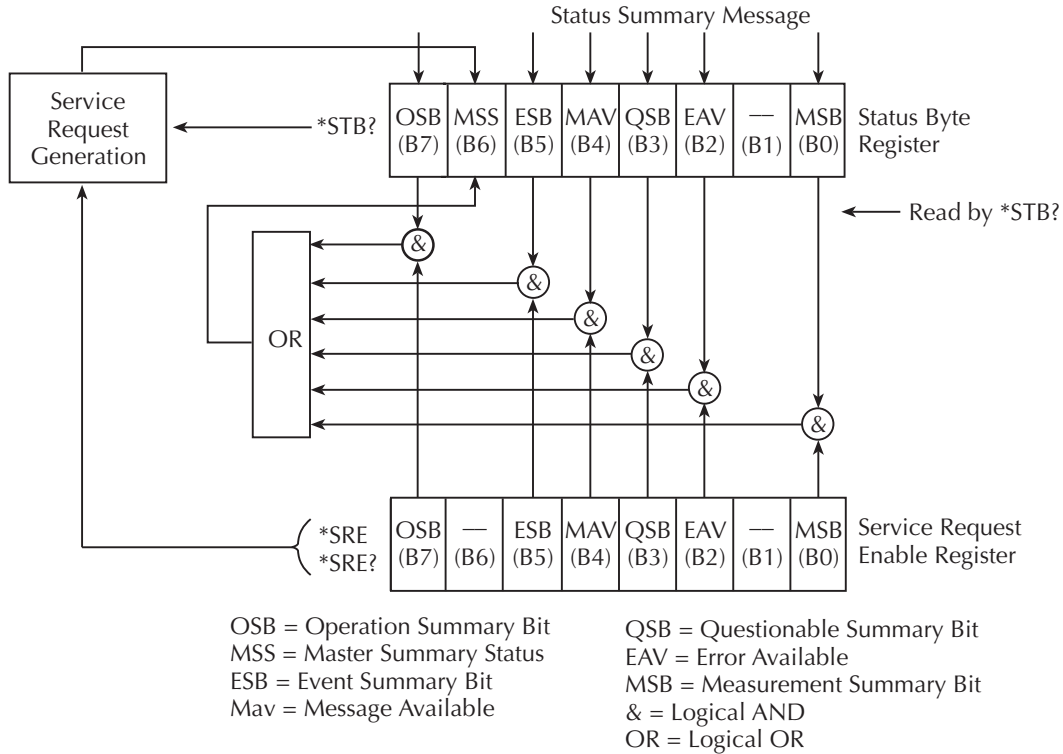 Status Summary Message
Service
Request
Generation
*STB?
OSB MSS ESB MAV QSB EAV — MSB
(B7) (B6) (B5) (B4) (B3) (B2) (B1) (B0)
Status Byte
Register
Read by *STB?
&
&
&
&
&
&
OR
*SRE
*SRE?
OSB — ESB MAV QSB EAV — MSB
(B7) (B6) (B5) (B4) (B3) (B2) (B1) (B0)
Service Request
Enable Register
OSB = Operation Summary Bit
MSS = Master Summary Status
ESB = Event Summary Bit
Mav = Message Available
QSB = Questionable Summary Bit
EAV = Error Available
MSB = Measurement Summary Bit
& = Logical AND
OR = Logical OR